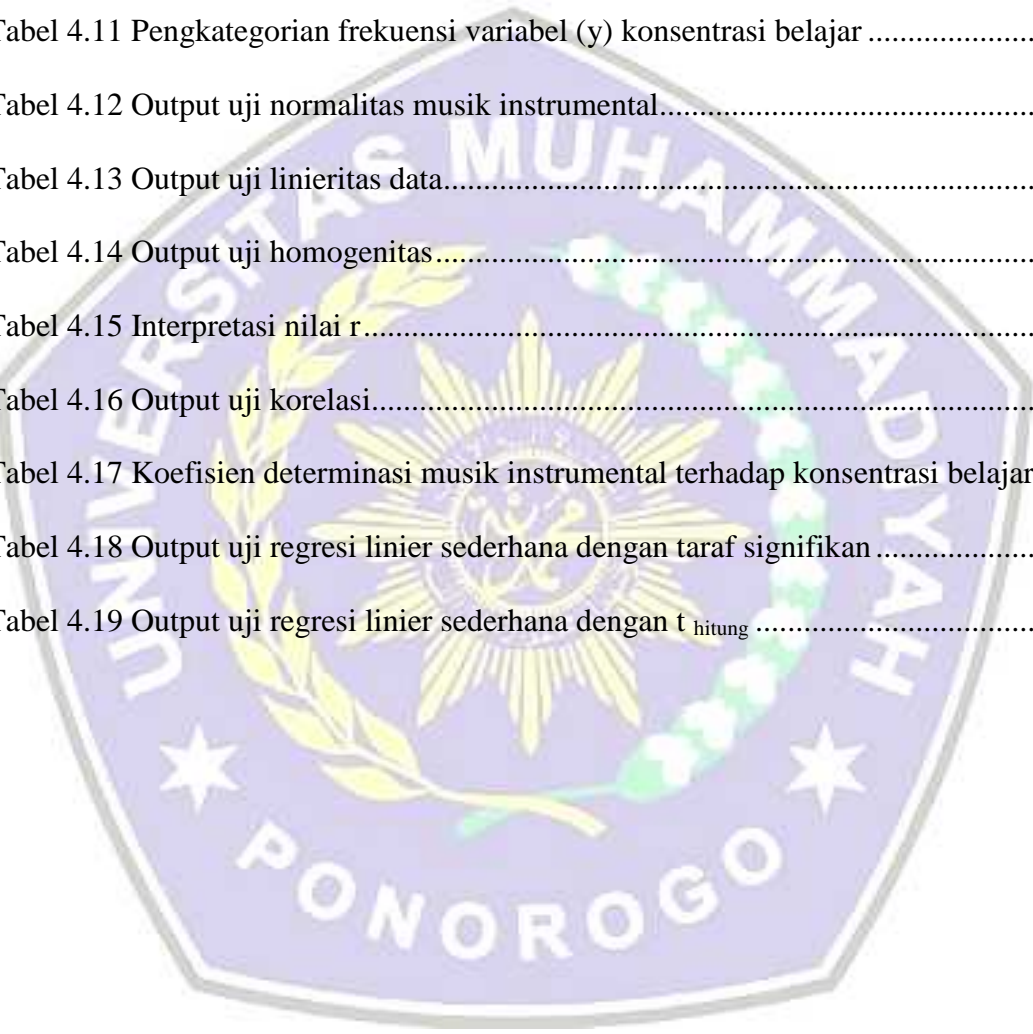 Tabel 4.11 Pengkategorian frekuensi variabel (y) konsentrasi belajar ....................
Tabel 4.12 Output uji normalitas musik instrumental.............................................
Tabel 4.13 Output uji linieritas data........................................................................
Tabel 4.14 Output uji homogenitas.........................................................................
Tabel 4.15 Interpretasi nilai r..................................................................................
Tabel 4.16 Output uji korelasi.................................................................................
Tabel 4.17 Koefisien determinasi musik instrumental terhadap konsentrasi belajar
Tabel 4.18 Output uji regresi linier sederhana dengan taraf signifikan ...................
Tabel 4.19 Output uji regresi linier sederhana dengan t hitung ..................................
UNIVERSITAS MUHAMMADIYAH
PONOROGO